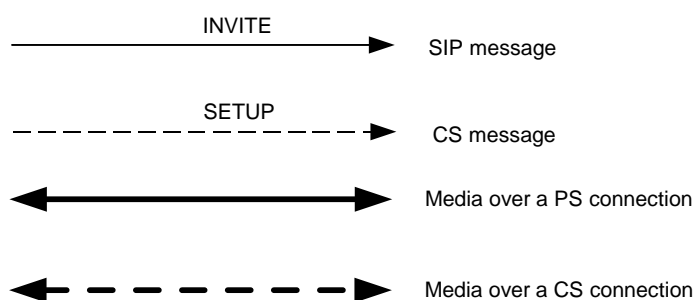 INVITE
SIP message
SETUP
CS message
Media over a PS connection
Media over a CS connection